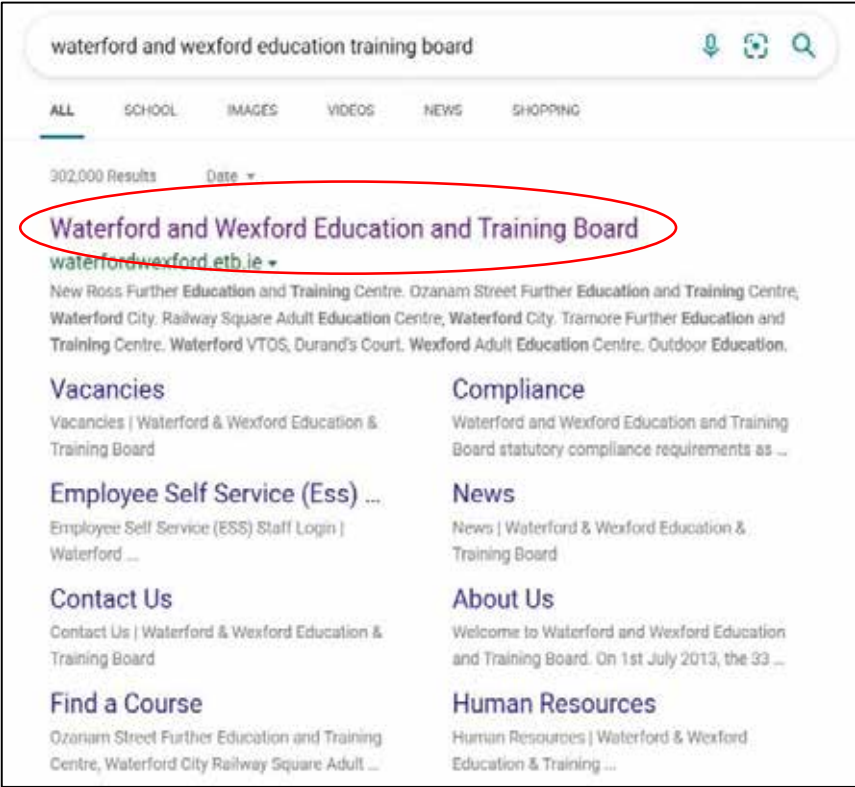 waterford and wexford education training board
ALL SCHOOL IMAGES VIDEOS NEWS SHOPPING
302,000 Results Date
Waterford and Wexford Education and Training Board
waterfordwexford.etb.ie
New Ross Further Education and Training Centre. Ozanam Street Further Education and Training Centre,
Waterford City. Railway Square Adult Education Centre, Waterford City. Tramore Further Education and
Training Centre. Waterford VTOS, Durand's Court. Wexford Adult Education Centre. Outdoor Education.
Vacancies
Vacancies | Waterford & Wexford Education &
Training Board
Compliance
Waterford and Wexford Education and Training
Board statutory compliance requirements as ...
Employee Self Service (Ess) ...
Employee Self Service (ESS) Staff Login |
Waterford ...
News
News | Waterford & Wexford Education &
Training Board
Contact Us
Contact Us | Waterford & Wexford Education &
Training Board
About Us
Welcome to Waterford and Wexford Education
and Training Board. On 1st July 2013, the 33 ...
Find a Course
Ozanam Street Further Education and Training
Centre, Waterford City Railway Square Adult ...
Human Resources
Human Resources | Waterford & Wexford
Education & Training ...